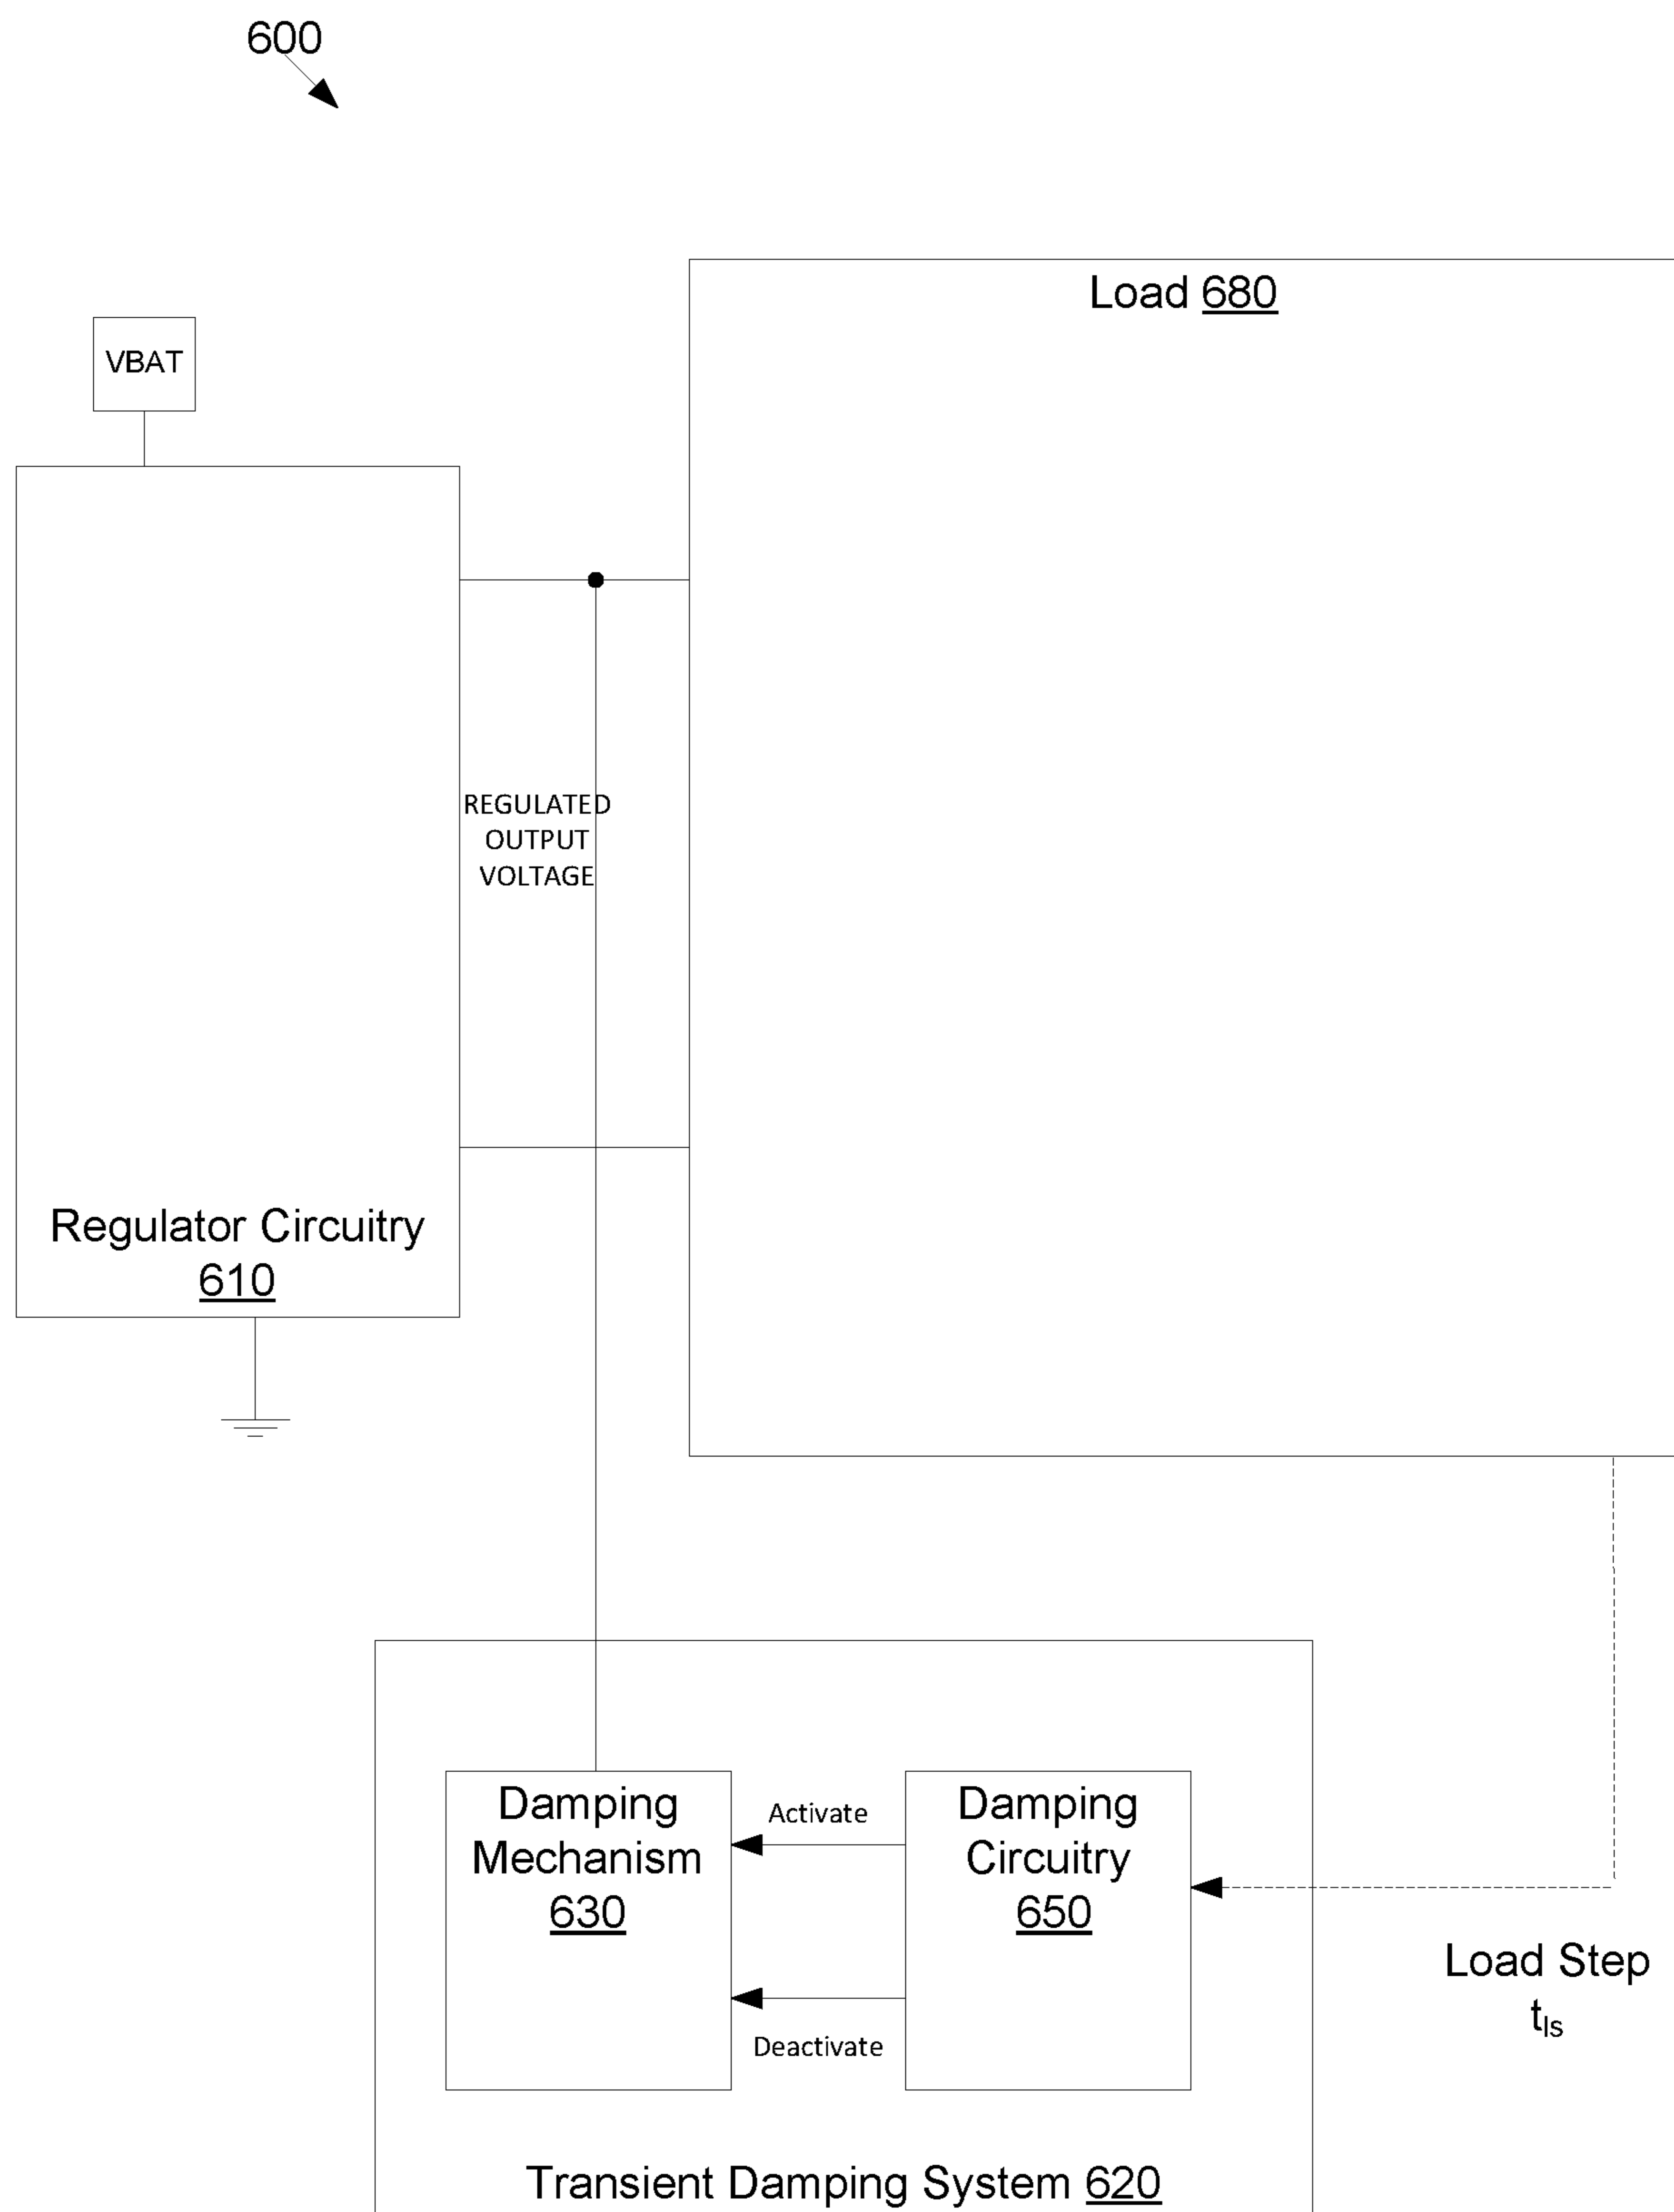 600
Load 680
VBAT
REGULATED
OUTPUT
VOLTAGE
Regulator Circuitry
610
Damping
Mechanism
630
Activate
Deactivate
Damping
Circuitry
650
Load Step
tls
Transient Damping System 620